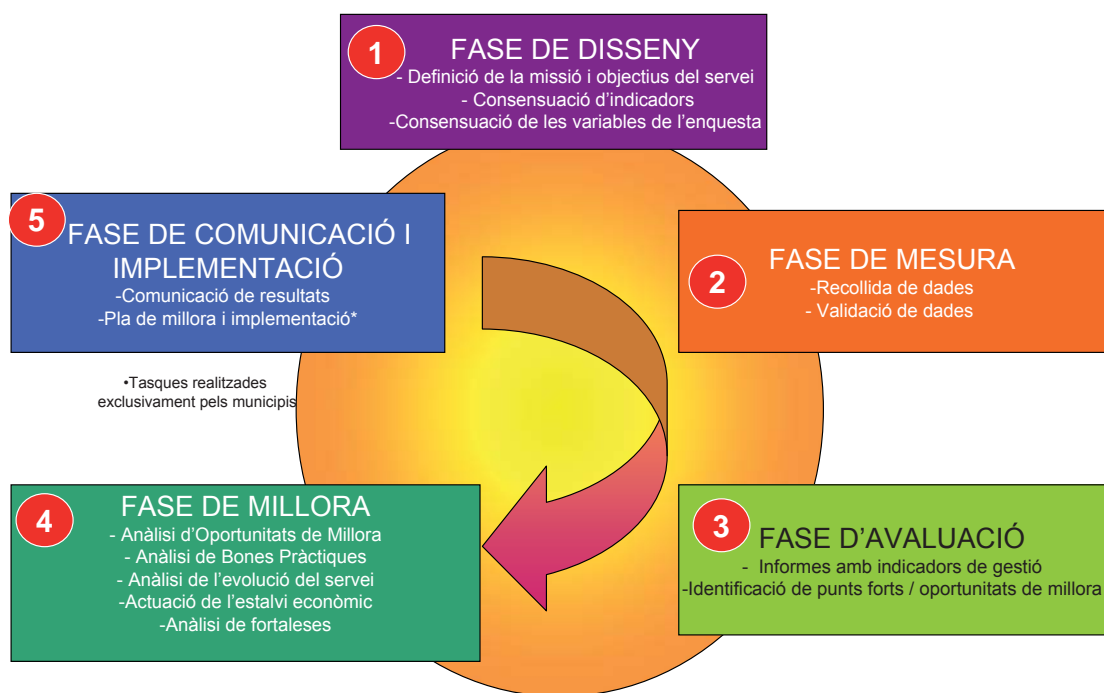 1
FASE DE DISSENY
- Definició de la missió i objectius del servei
- Consensuació d'indicadors
-Consensuació de les variables de l'enquesta
5
FASE DE COMUNICACIÓ I
IMPLEMENTACIÓ
-Comunicació de resultats
-Pla de millora i implementació*
2
FASE DE MESURA
-Recollida de dades
- Validació de dades
•Tasques realitzades
exclusivament pels municipis
4
FASE DE MILLORA
- Anàlisi d'Oportunitats de Millora
- Anàlisi de Bones Pràctiques
- Anàlisi de l'evolució del servei
-Actuació de l'estalvi econòmic
-Anàlisi de fortaleses
3
FASE D'AVALUACIÓ
- Informes amb indicadors de gestió
-Identificació de punts forts / oportunitats de millora